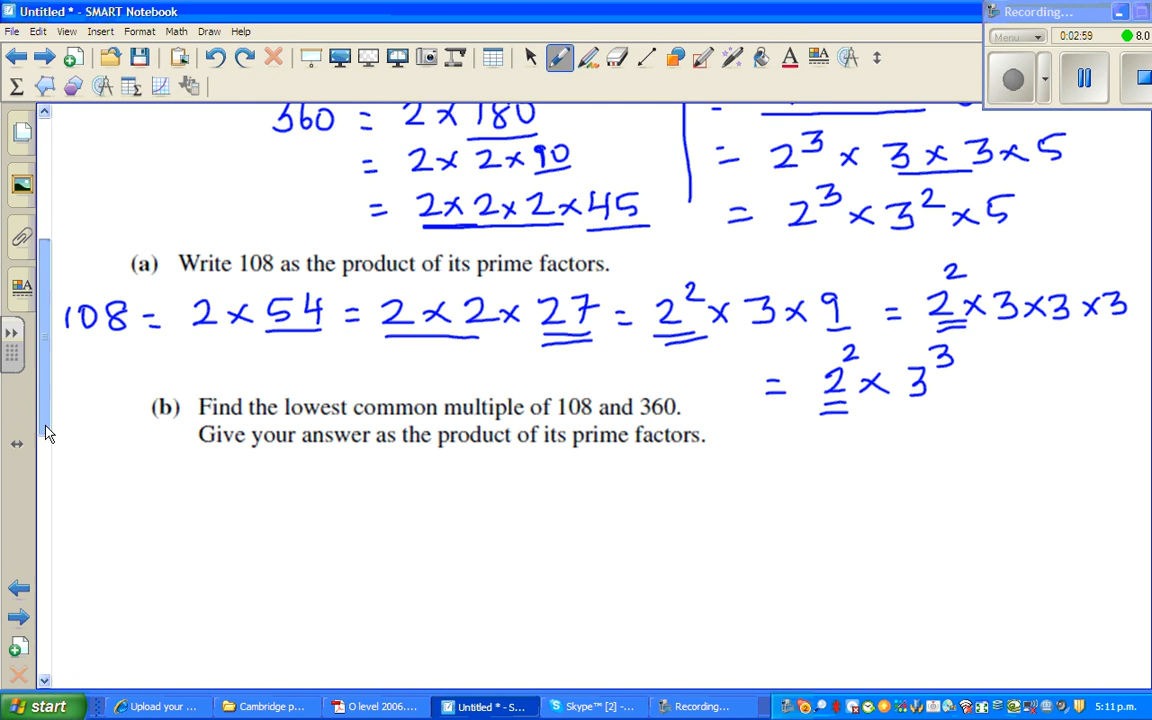 Untitled * - SMART Notebook
Recording...
File Edit View Insert Format Math Draw Help
Menu
0:02:59
8.0
360 = 2 × 180
= 2 × 2 × 90
= 2 × 2 × 2 × 45
=
= 2³ × 3 × 3 × 5
= 2³ × 3² × 5
(a) Write 108 as the product of its prime factors.
108 = 2 × 54 = 2 × 2 × 27 = 2² × 3 × 9 = 2² × 3 × 3 × 3
= 2² × 3³
(b) Find the lowest common multiple of 108 and 360.
Give your answer as the product of its prime factors.
start
Upload your ...
Cambridge p...
O level 2006....
Untitled * - S...
Skype™ [2] -...
Recording...
5:11 p.m.